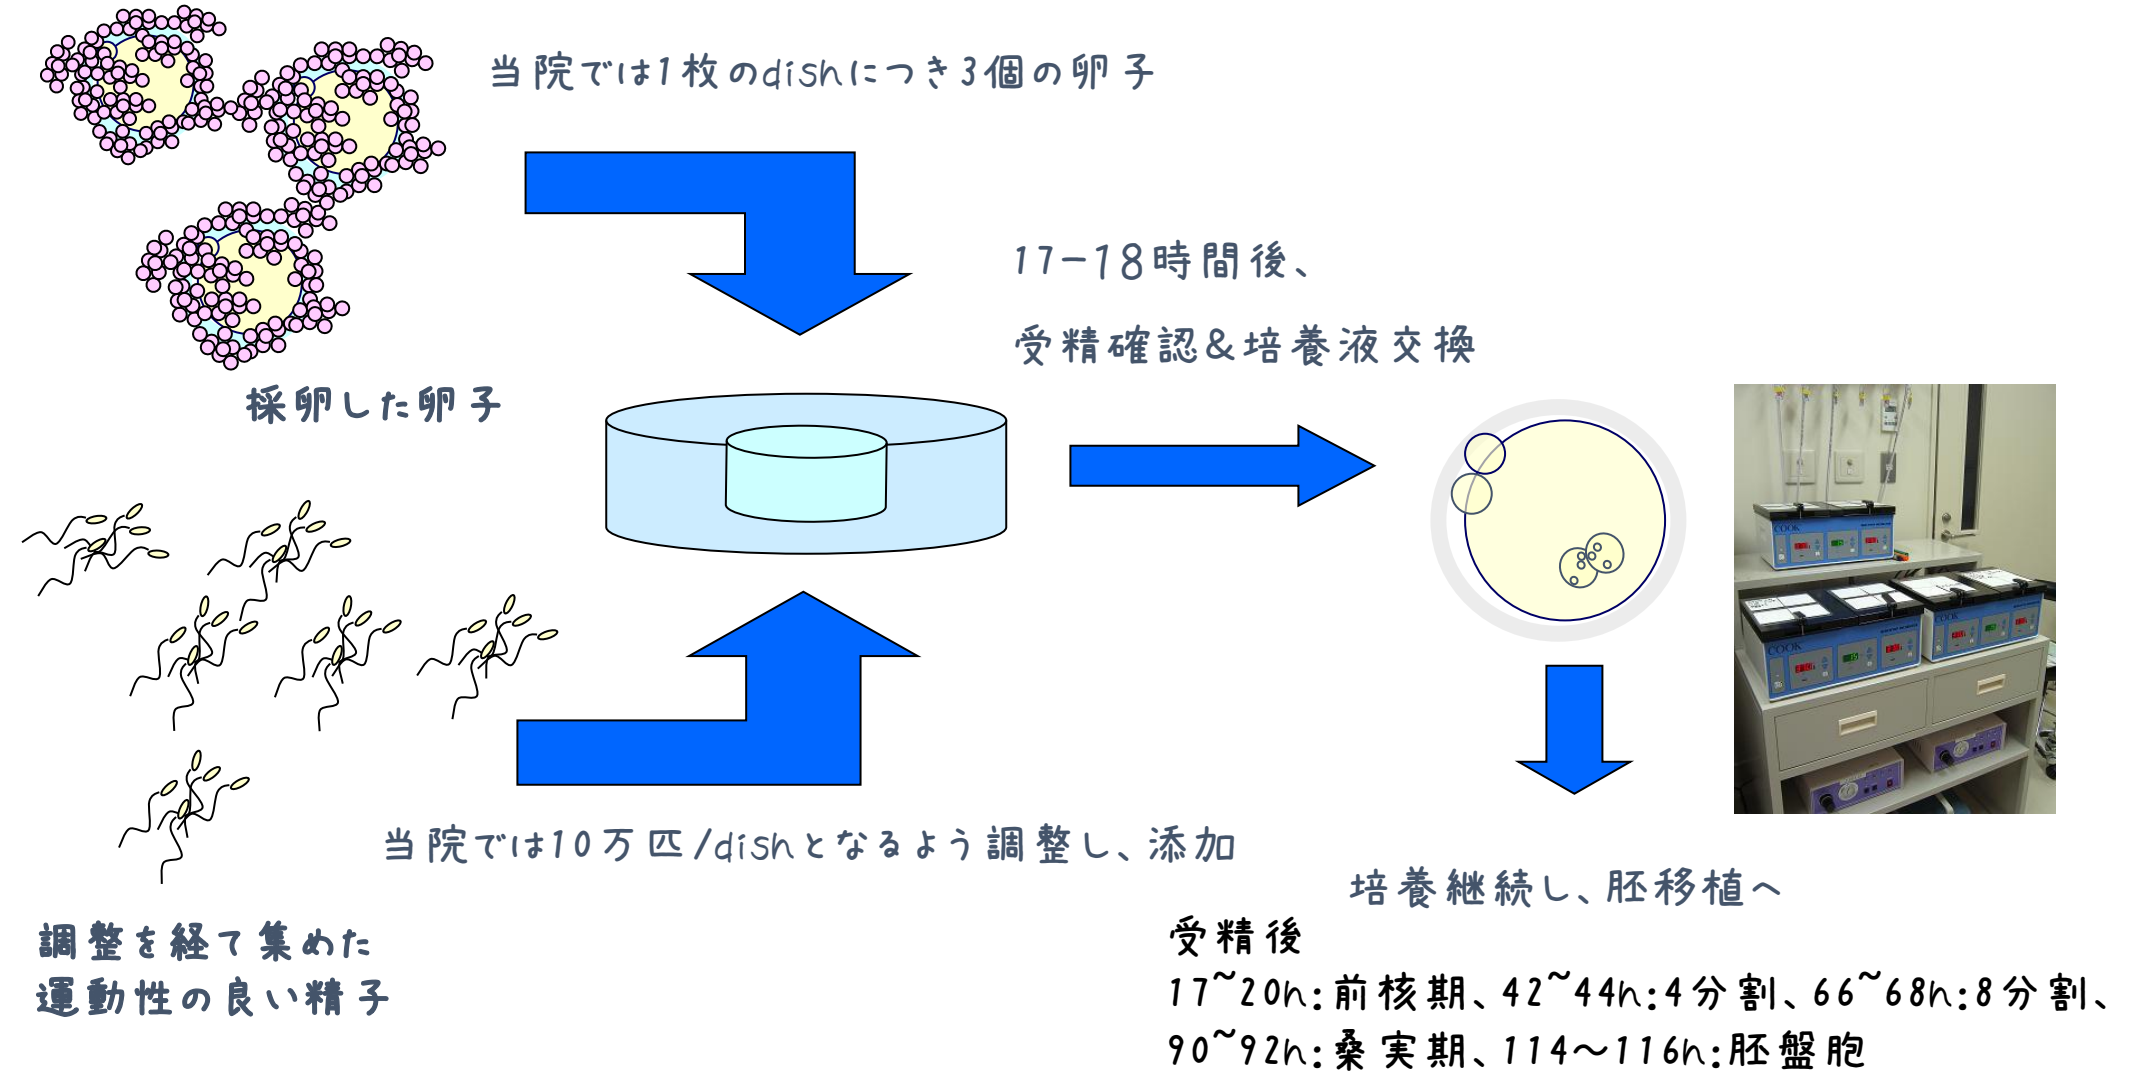 当院では1枚のdishにつき3個の卵子
17-18時間後、
受精確認&培養液交換
採卵した卵子
COOK
COOK
COOK
当院では10万匹/dishとなるよう調整し、添加
調整を経て集めた
運動性の良い精子
培養継続し、胚移植へ
受精後
17~20h:前核期、42~44h:4分割、66~68h:8分割、
90~92h:桑実期、114～116h:胚盤胞